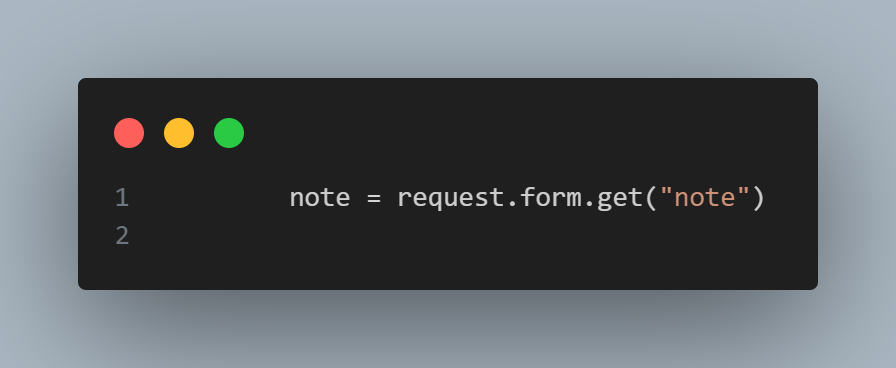 1 note = request.form.get("note")
2